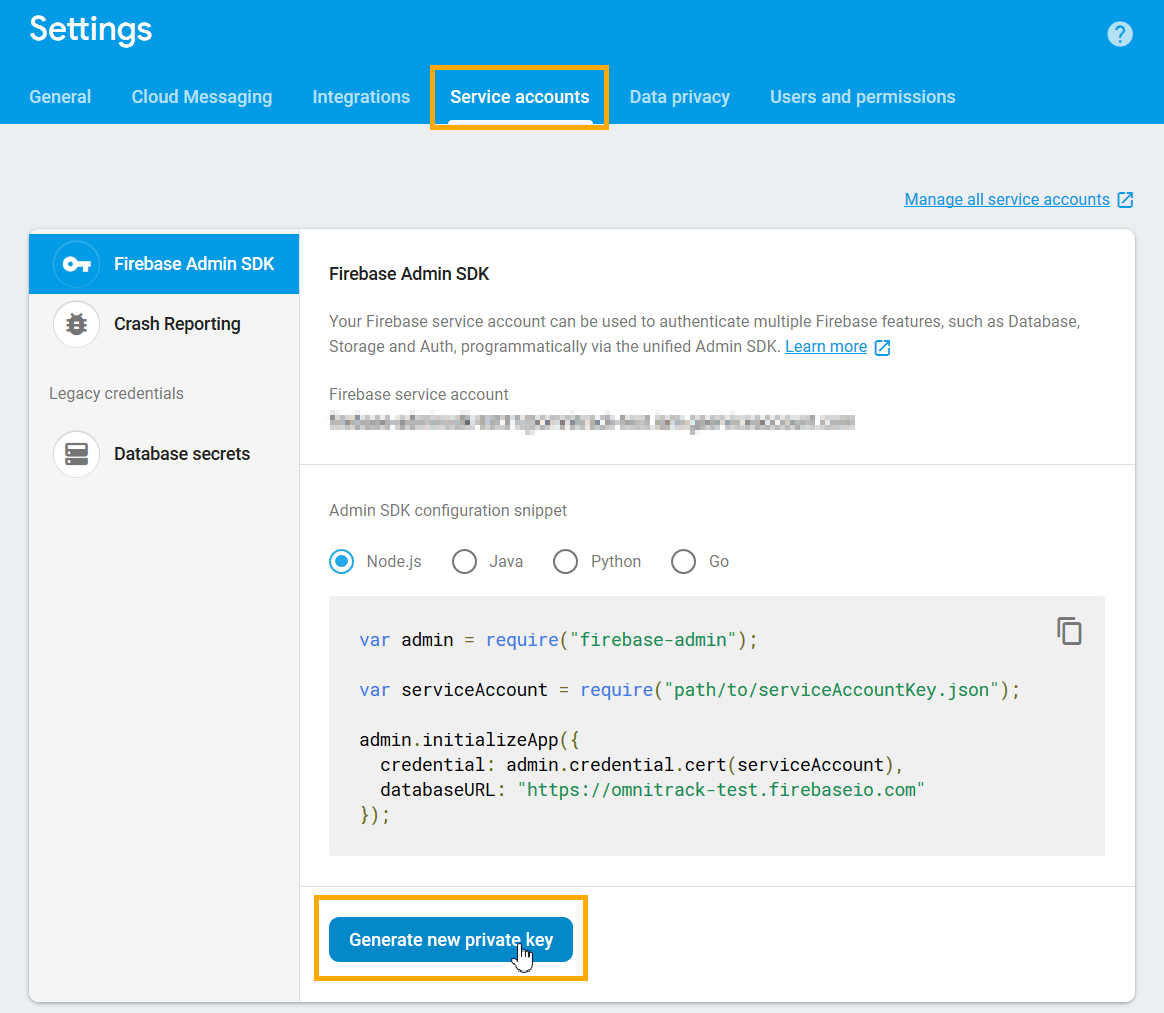 Settings
?
General Cloud Messaging Integrations Service accounts Data privacy Users and permissions
Manage all service accounts
Firebase Admin SDK
Crash Reporting
Legacy credentials
Database secrets
Firebase Admin SDK
Your Firebase service account can be used to authenticate multiple Firebase features, such as Database,
Storage and Auth, programmatically via the unified Admin SDK. Learn more
Firebase service account
Admin SDK configuration snippet
Node.js Java Python Go
var admin = require("firebase-admin");
var serviceAccount = require("path/to/serviceAccountKey.json");
admin.initializeApp({
  credential: admin.credential.cert(serviceAccount),
  databaseURL: "https://omnitrack-test.firebaseio.com"
});
Generate new private key